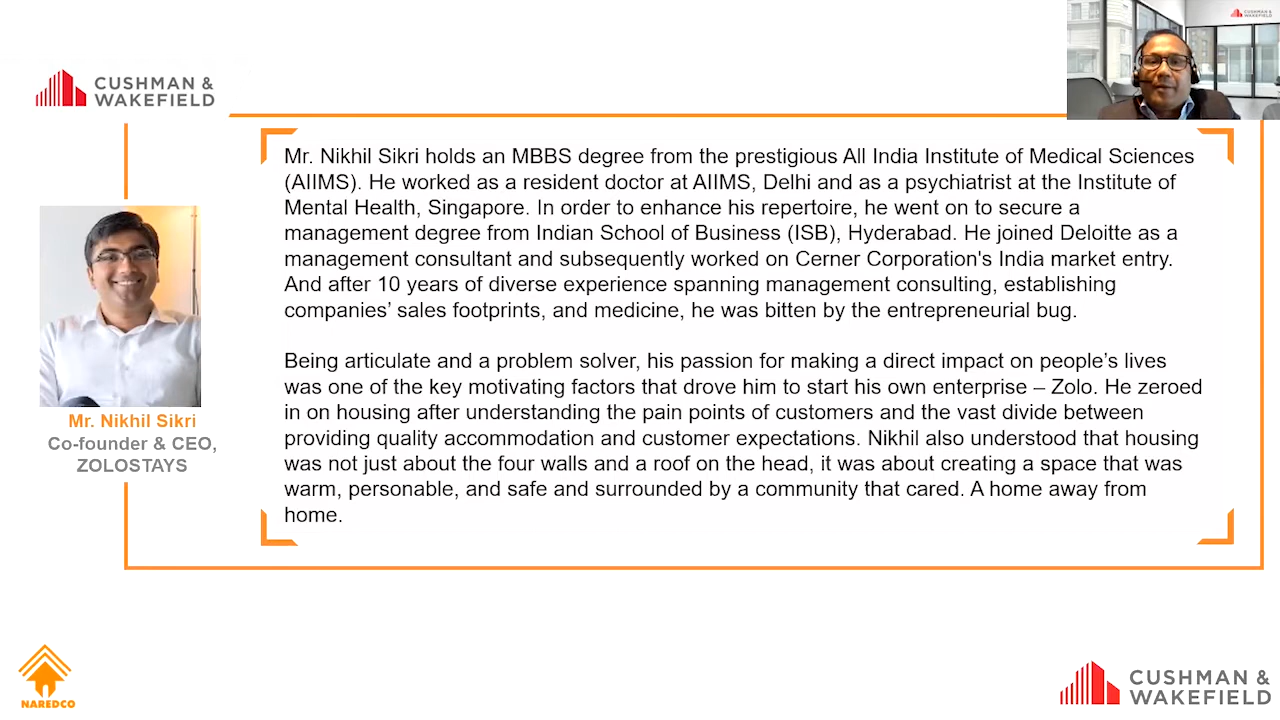 CUSHMAN &
WAKEFIELD
CUSHMAN &
WAKEFIELD
Mr. Nikhil Sikri holds an MBBS degree from the prestigious All India Institute of Medical Sciences
(AIIMS). He worked as a resident doctor at AIIMS, Delhi and as a psychiatrist at the Institute of
Mental Health, Singapore. In order to enhance his repertoire, he went on to secure a
management degree from Indian School of Business (ISB), Hyderabad. He joined Deloitte as a
management consultant and subsequently worked on Cerner Corporation's India market entry.
And after 10 years of diverse experience spanning management consulting, establishing
companies’ sales footprints, and medicine, he was bitten by the entrepreneurial bug.
Being articulate and a problem solver, his passion for making a direct impact on people’s lives
was one of the key motivating factors that drove him to start his own enterprise – Zolo. He zeroed
in on housing after understanding the pain points of customers and the vast divide between
providing quality accommodation and customer expectations. Nikhil also understood that housing
was not just about the four walls and a roof on the head, it was about creating a space that was
warm, personable, and safe and surrounded by a community that cared. A home away from
home.
Mr. Nikhil Sikri
Co-founder & CEO,
ZOLOSTAYS
NAREDCO
CUSHMAN &
WAKEFIELD